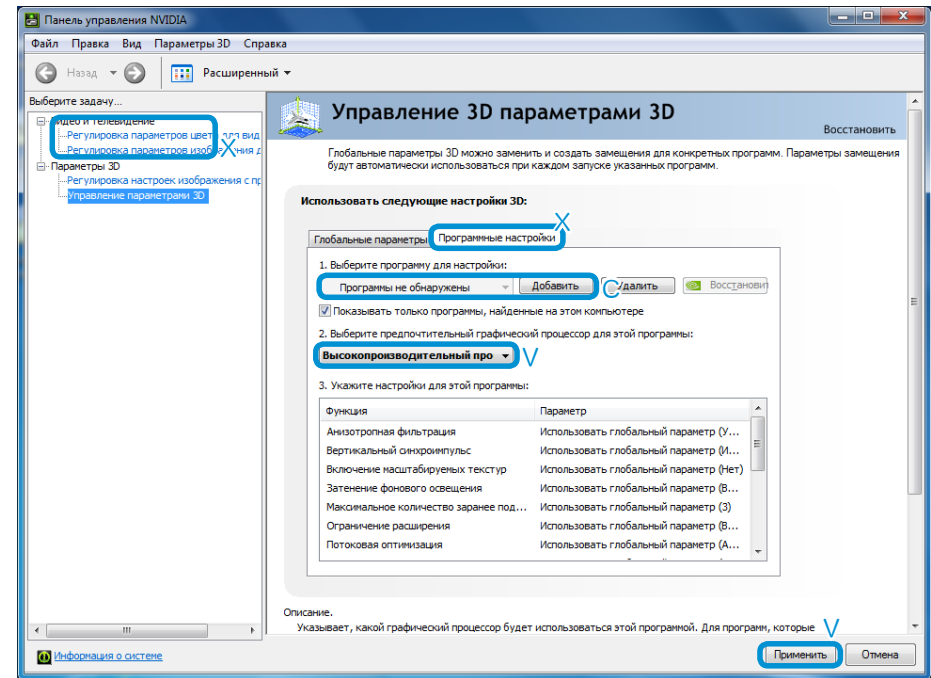 Панель управления NVIDIA
Файл Правка Вид Параметры 3D Справка
Назад Расширенный
Выберите задачу...
Видео и телевидение
Регулировка параметров цвета для вид
Регулировка параметров изображения д
X
Параметры 3D
Регулировка настроек изображения с пр
Управление параметрами 3D
Управление 3D параметрами 3D
Восстановить
Глобальные параметры 3D можно заменить и создать замещения для конкретных программ. Параметры замещения
будут автоматически использоваться при каждом запуске указанных программ.
Использовать следующие настройки 3D:
X
Глобальные параметры Программные настройки
1. Выберите программу для настройки:
Программы не обнаружены Добавить C Удалить Восстановит
Показывать только программы, найденные на этом компьютере
2. Выберите предпочтительный графический процессор для этой программы:
Высокопроизводительный про V
3. Укажите настройки для этой программы:
Функция Параметр
Анизотропная фильтрация Использовать глобальный параметр (У...
Вертикальный синхроимпульс Использовать глобальный параметр (И...
Включение масштабируемых текстур Использовать глобальный параметр (Нет)
Затенение фонового освещения Использовать глобальный параметр (В...
Максимальное количество заранее под... Использовать глобальный параметр (3)
Ограничение расширения Использовать глобальный параметр (В...
Потоковая оптимизация Использовать глобальный параметр (А...
Описание.
Указывает, какой графический процессор будет использоваться этой программой. Для программ, которые
V
Информация о системе
Применить Отмена